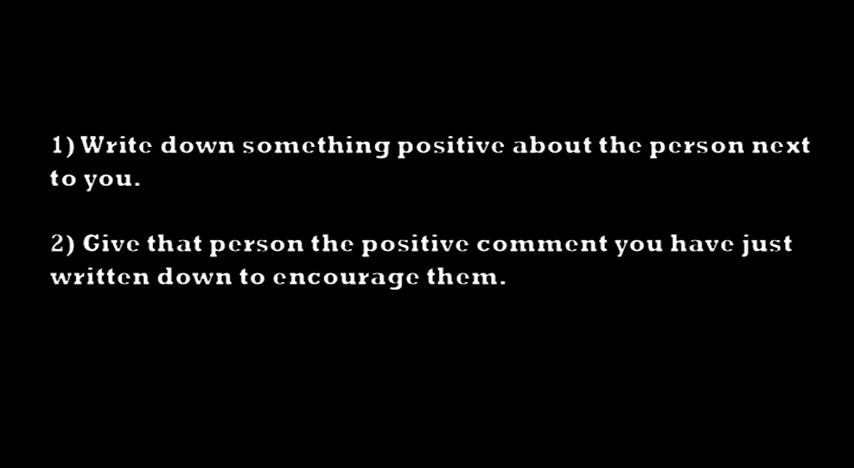 1) Write down something positive about the person next
to you.
2) Give that person the positive comment you have just
written down to encourage them.